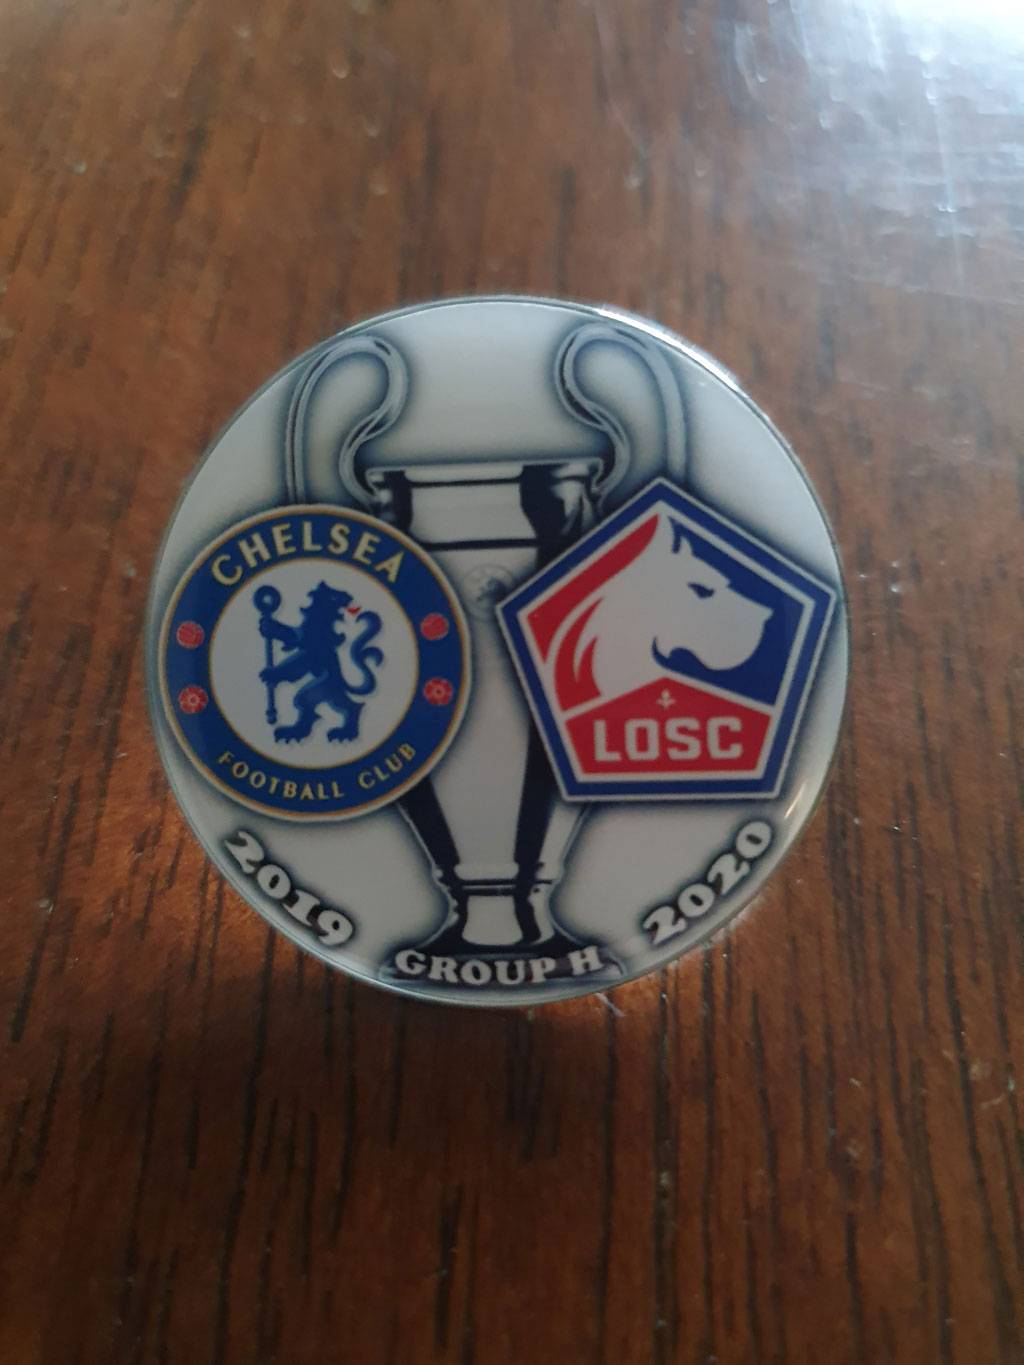 CHELSEA
FOOTBALL CLUB
LOSC
2019
2020
GROUP H